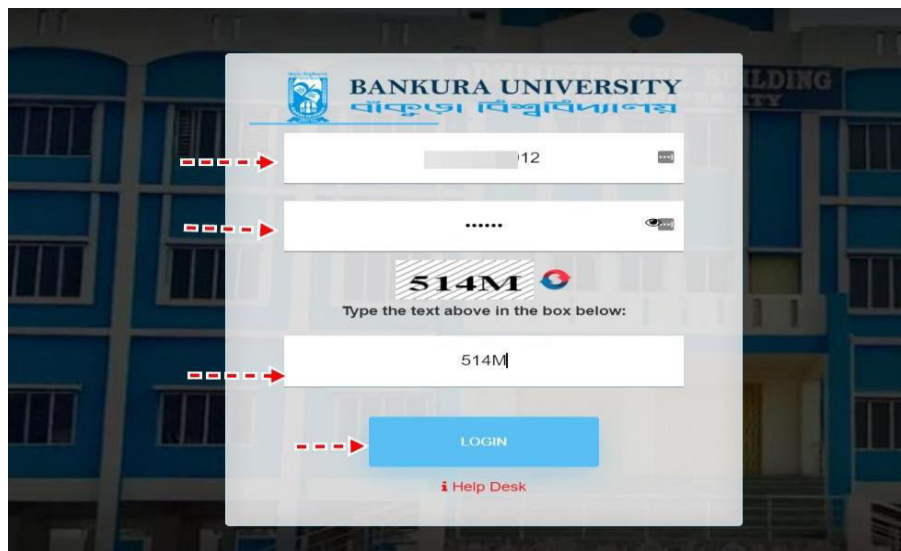 BANKURA UNIVERSITY
বাঁকুড়া বিশ্ববিদ্যালয়
12
514M
Type the text above in the box below:
514M
LOGIN
i Help Desk